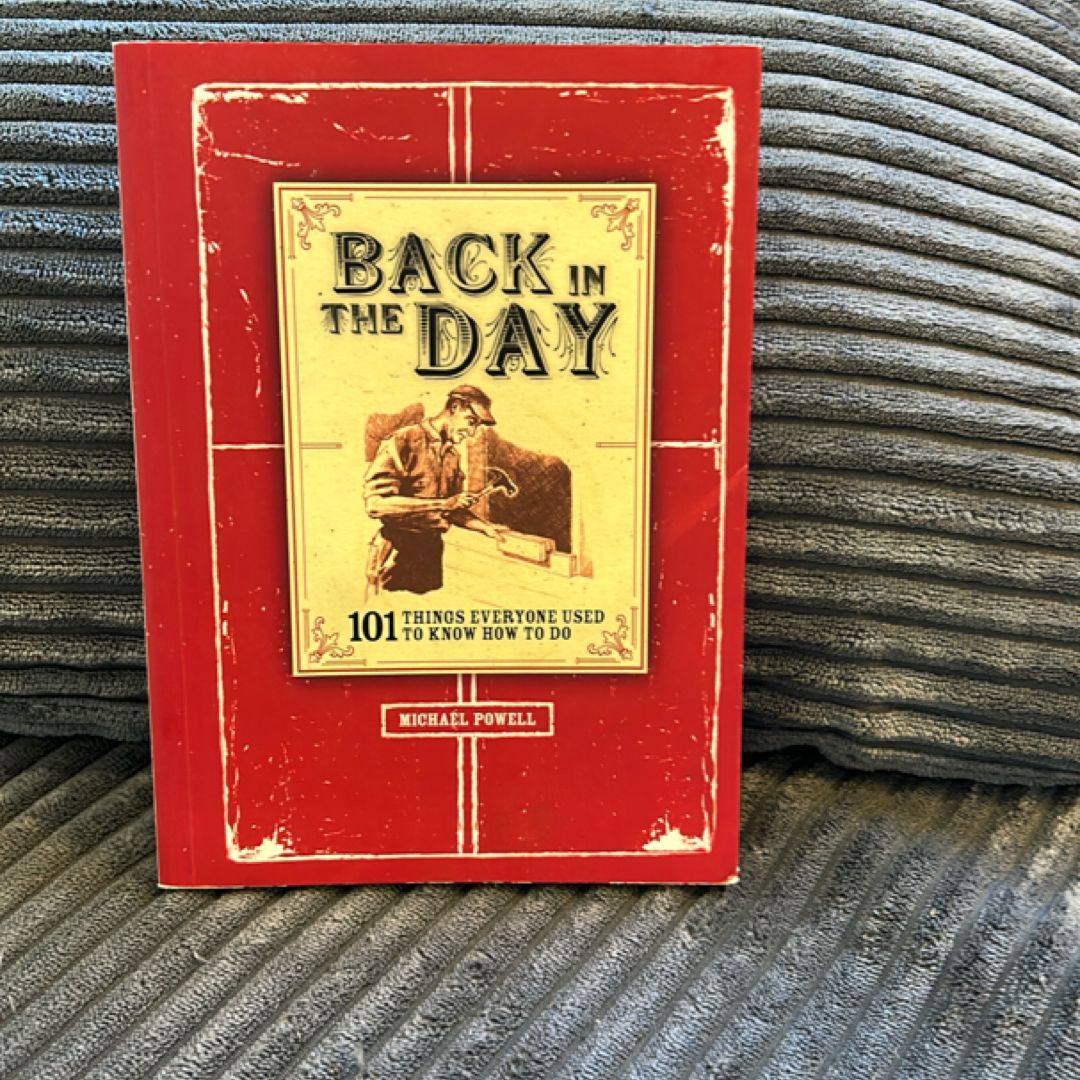 BACK IN
THE DAY
101 THINGS EVERYONE USED
TO KNOW HOW TO DO
MICHAEL POWELL